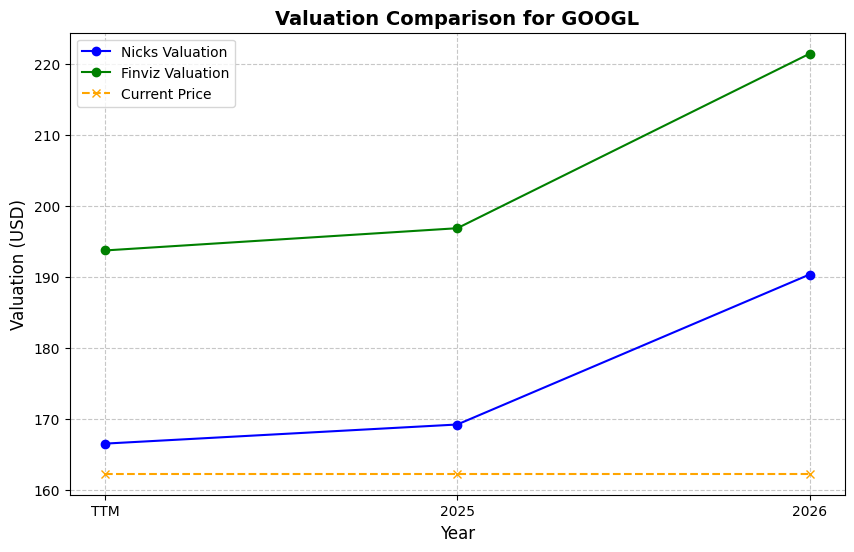 Valuation Comparison for GOOGL
Nicks Valuation
Finviz Valuation
Current Price
Valuation (USD)
220
210
200
190
180
170
160
TTM
2025
2026
Year